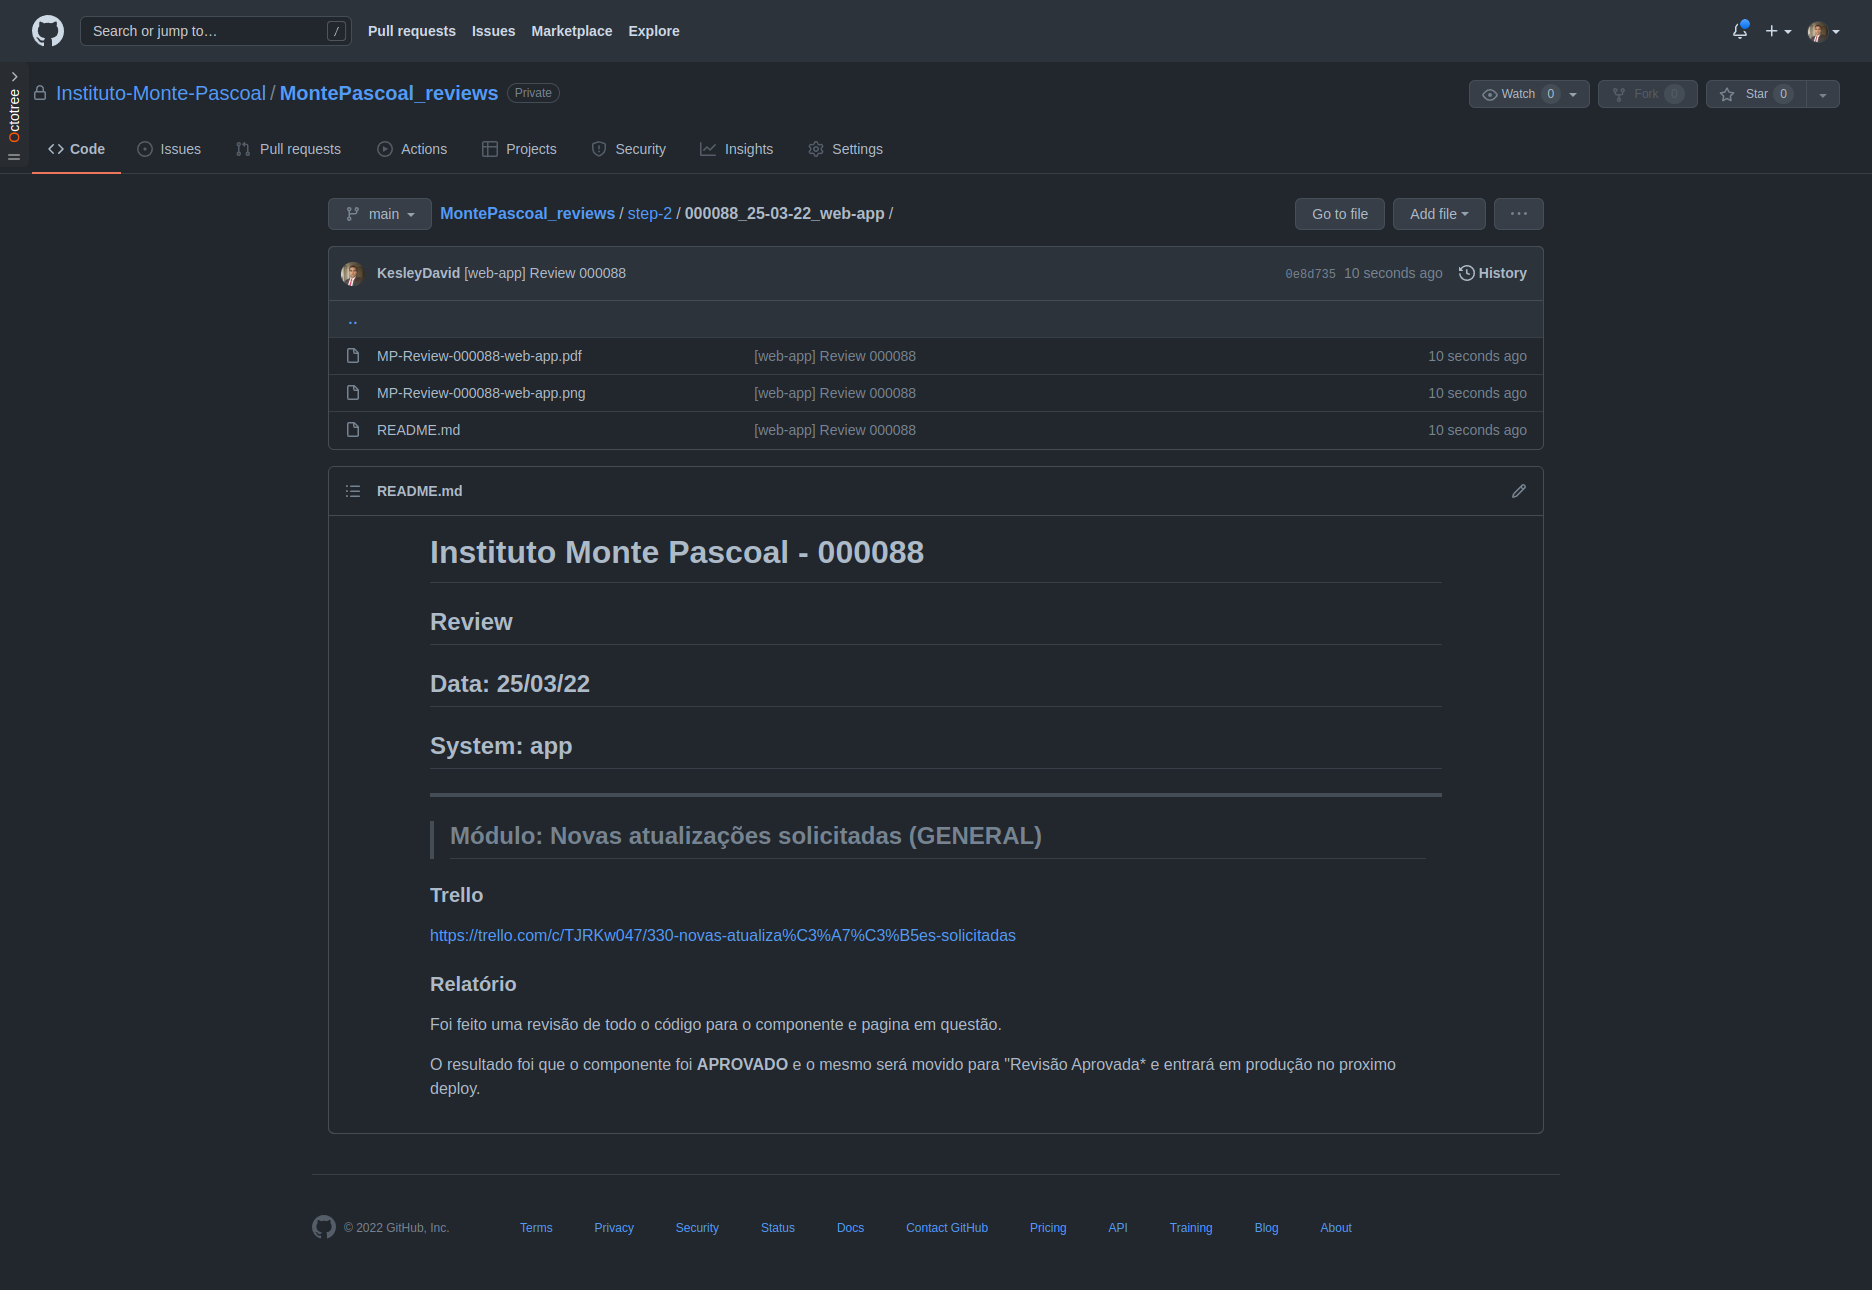 Search or jump to… /
Pull requests Issues Marketplace Explore
Octotree
Instituto-Monte-Pascoal / MontePascoal_reviews Private
Watch 0 Fork 0 Star 0
Code Issues Pull requests Actions Projects Security Insights Settings
main MontePascoal_reviews / step-2 / 000088_25-03-22_web-app /
Go to file Add file ···
KesleyDavid [web-app] Review 000088 0e8d735 10 seconds ago History
..
MP-Review-000088-web-app.pdf [web-app] Review 000088 10 seconds ago
MP-Review-000088-web-app.png [web-app] Review 000088 10 seconds ago
README.md [web-app] Review 000088 10 seconds ago
README.md
Instituto Monte Pascoal - 000088
Review
Data: 25/03/22
System: app
Módulo: Novas atualizações solicitadas (GENERAL)
Trello
https://trello.com/c/TJRKw047/330-novas-atualiza%C3%A7%C3%B5es-solicitadas
Relatório
Foi feito uma revisão de todo o código para o componente e pagina em questão.
O resultado foi que o componente foi APROVADO e o mesmo será movido para "Revisão Aprovada* e entrará em produção no proximo
deploy.
© 2022 GitHub, Inc. Terms Privacy Security Status Docs Contact GitHub Pricing API Training Blog About